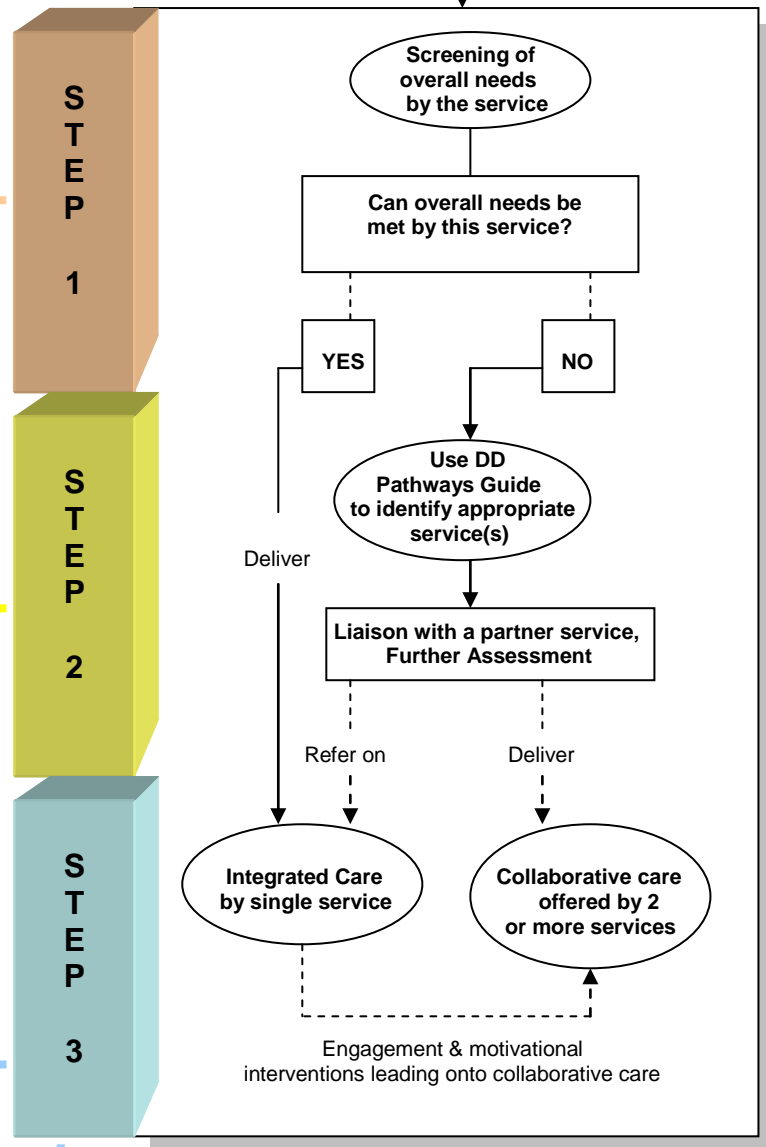 S
T
E
P
1
Screening of
overall needs
by the service
Can overall needs be
met by this service?
YES
NO
S
T
E
P
2
Use DD
Pathways Guide
to identify appropriate
service(s)
Deliver
Liaison with a partner service,
Further Assessment
Refer on
Deliver
S
T
E
P
3
Integrated Care
by single service
Collaborative care
offered by 2
or more services
Engagement & motivational
interventions leading onto collaborative care